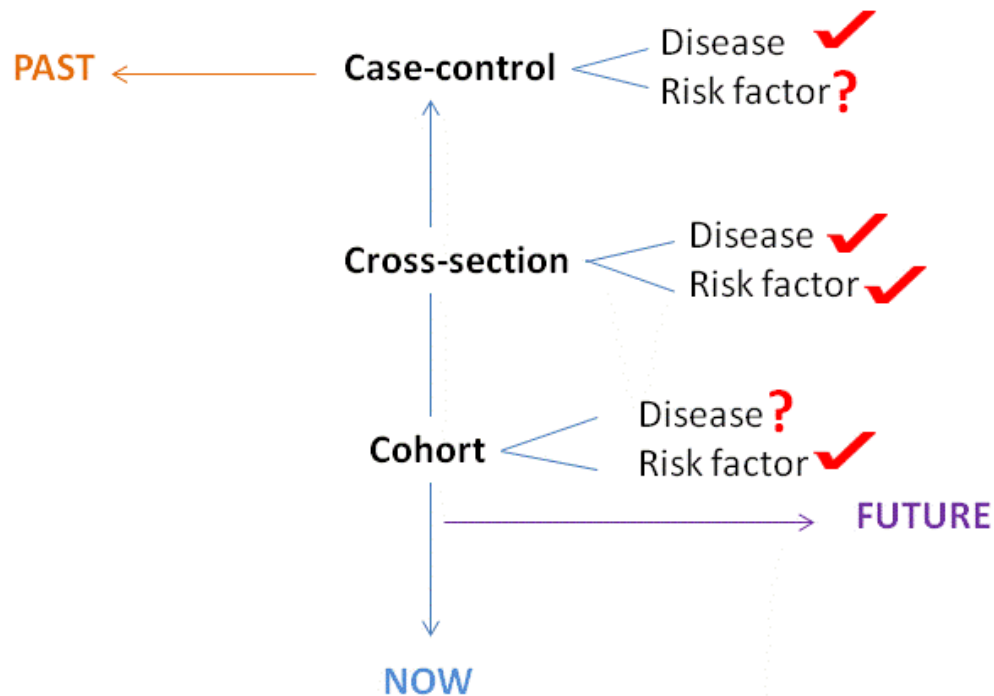 PAST
Case-control
Disease
Risk factor?
Cross-section
Disease
Risk factor
Cohort
Disease?
Risk factor
FUTURE
NOW